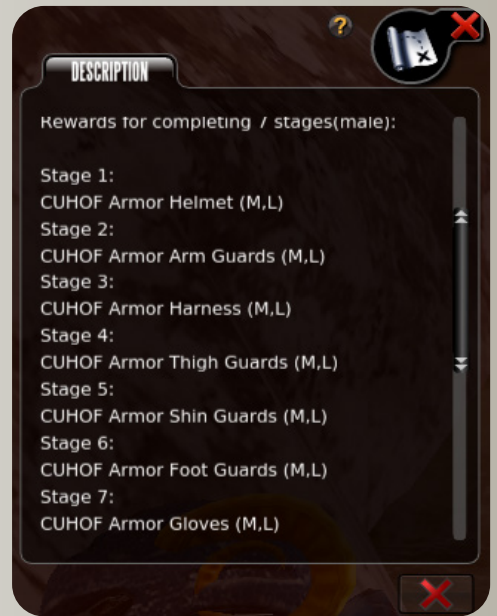 DESCRIPTION
Rewards for completing 7 stages(male):
Stage 1:
CUHOF Armor Helmet (M,L)
Stage 2:
CUHOF Armor Arm Guards (M,L)
Stage 3:
CUHOF Armor Harness (M,L)
Stage 4:
CUHOF Armor Thigh Guards (M,L)
Stage 5:
CUHOF Armor Shin Guards (M,L)
Stage 6:
CUHOF Armor Foot Guards (M,L)
Stage 7:
CUHOF Armor Gloves (M,L)